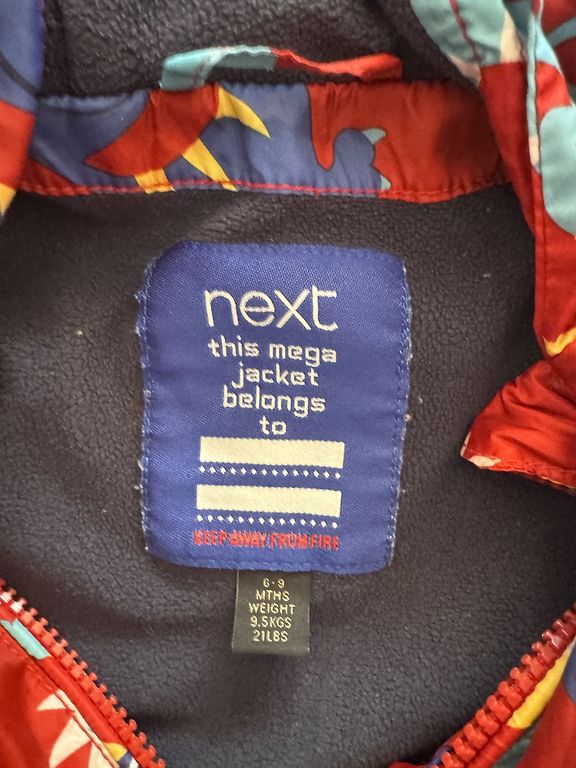 next
this mega
jacket
belongs
to
KEEP AWAY FROM FIRE
6-9
MTHS
WEIGHT
9.5KGS
21LBS